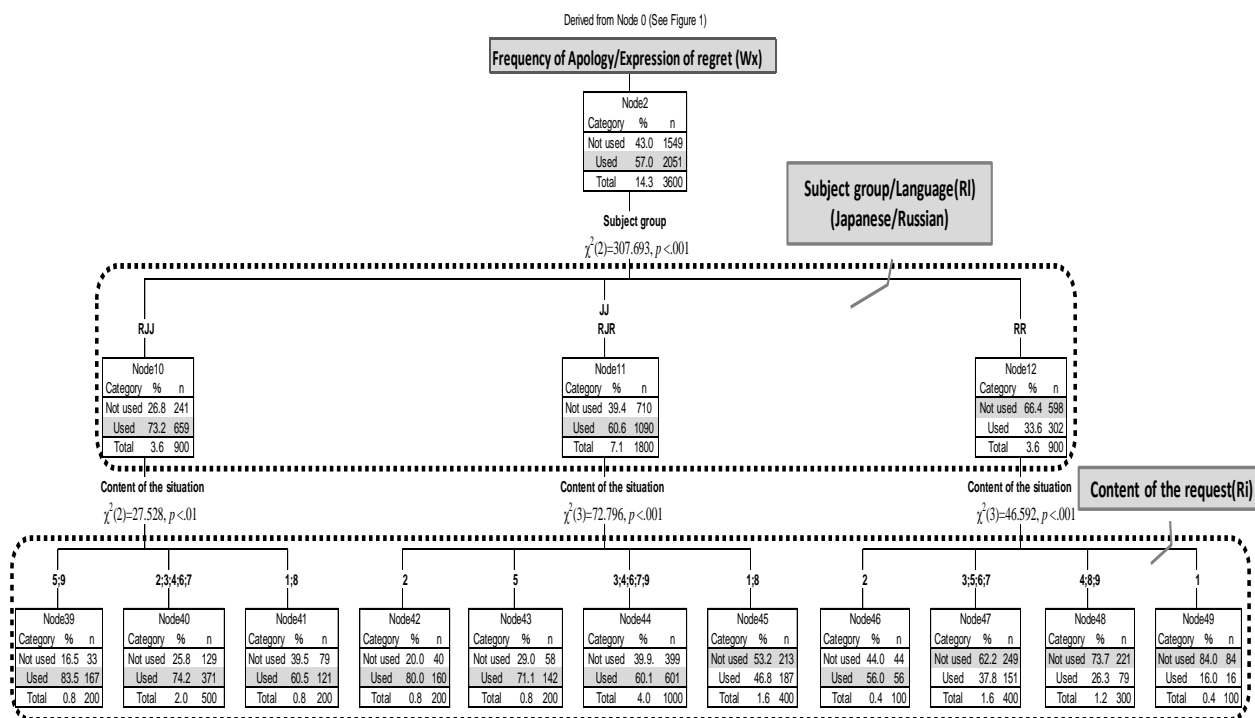 Derived from Node 0 (See Figure 1)
Frequency of Apology/Expression of regret (Wx)
Node2
Category % n
Not used 43.0 1549
Used 57.0 2051
Total 14.3 3600
Subject group/Language(Rl)
(Japanese/Russian)
Subject group
χ²(2)=307.693, p<.001
RJJ
JJ
RJR
RR
Node10
Category % n
Not used 26.8 241
Used 73.2 659
Total 3.6 900
Node11
Category % n
Not used 39.4 710
Used 60.6 1090
Total 7.1 1800
Node12
Category % n
Not used 66.4 598
Used 33.6 302
Total 3.6 900
Content of the situation
χ²(2)=27.528, p<.01
Content of the situation
χ²(3)=72.796, p<.001
Content of the situation
χ²(3)=46.592, p<.001
Content of the request(Ri)
5;9
2;3;4;6;7
1;8
2
5
3;4;6;7;9
1;8
2
3;5;6;7
4;8;9
1
Node39
Category % n
Not used 16.5 33
Used 83.5 167
Total 0.8 200
Node40
Category % n
Not used 25.8 129
Used 74.2 371
Total 2.0 500
Node41
Category % n
Not used 39.5 79
Used 60.5 121
Total 0.8 200
Node42
Category % n
Not used 20.0 40
Used 80.0 160
Total 0.8 200
Node43
Category % n
Not used 29.0 58
Used 71.1 142
Total 0.8 200
Node44
Category % n
Not used 39.9. 399
Used 60.1 601
Total 4.0 1000
Node45
Category % n
Not used 53.2 213
Used 46.8 187
Total 1.6 400
Node46
Category % n
Not used 44.0 44
Used 56.0 56
Total 0.4 100
Node47
Category % n
Not used 62.2 249
Used 37.8 151
Total 1.6 400
Node48
Category % n
Not used 73.7 221
Used 26.3 79
Total 1.2 300
Node49
Category % n
Not used 84.0 84
Used 16.0 16
Total 0.4 100